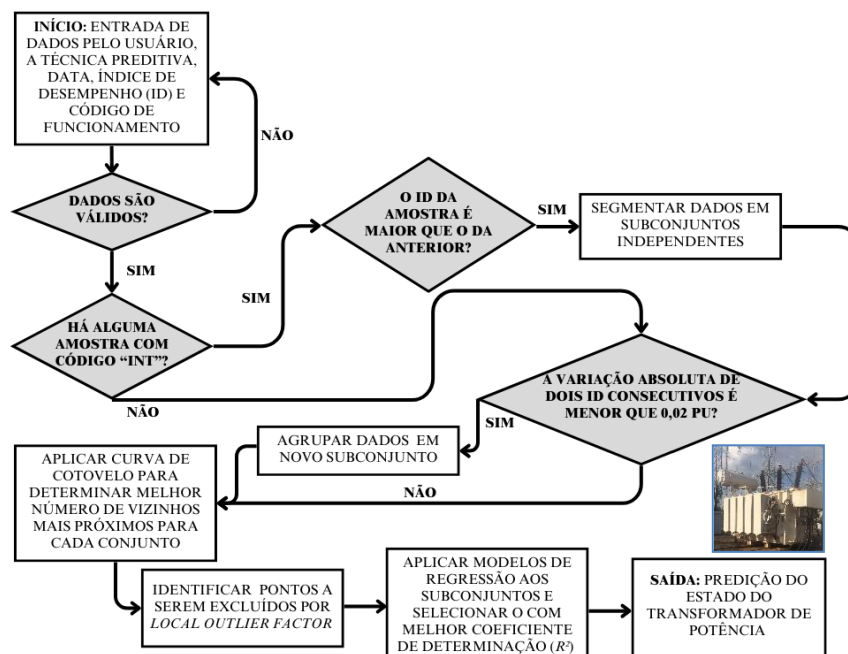 INÍCIO: ENTRADA DE
DADOS PELO USUÁRIO,
A TÉCNICA PREDITIVA,
DATA, ÍNDICE DE
DESEMPENHO (ID) E
CÓDIGO DE
FUNCIONAMENTO
NÃO
DADOS SÃO
VÁLIDOS?
SIM
HÁ ALGUMA
AMOSTRA COM
CÓDIGO “INT”?
SIM
NÃO
O ID DA
AMOSTRA É
MAIOR QUE O DA
ANTERIOR?
SIM
SEGMENTAR DADOS EM
SUBCONJUNTOS
INDEPENDENTES
A VARIAÇÃO ABSOLUTA DE
DOIS ID CONSECUTIVOS É
MENOR QUE 0,02 PU?
SIM
AGRUPAR DADOS EM
NOVO SUBCONJUNTO
NÃO
APLICAR CURVA DE
COTOVELO PARA
DETERMINAR MELHOR
NÚMERO DE VIZINHOS
MAIS PRÓXIMOS PARA
CADA CONJUNTO
IDENTIFICAR PONTOS A
SEREM EXCLUÍDOS POR
LOCAL OUTLIER FACTOR
APLICAR MODELOS DE
REGRESSÃO AOS
SUBCONJUNTOS E
SELECIONAR O COM
MELHOR COEFICIENTE
DE DETERMINAÇÃO (R²)
SAÍDA: PREDIÇÃO DO
ESTADO DO
TRANSFORMADOR DE
POTÊNCIA